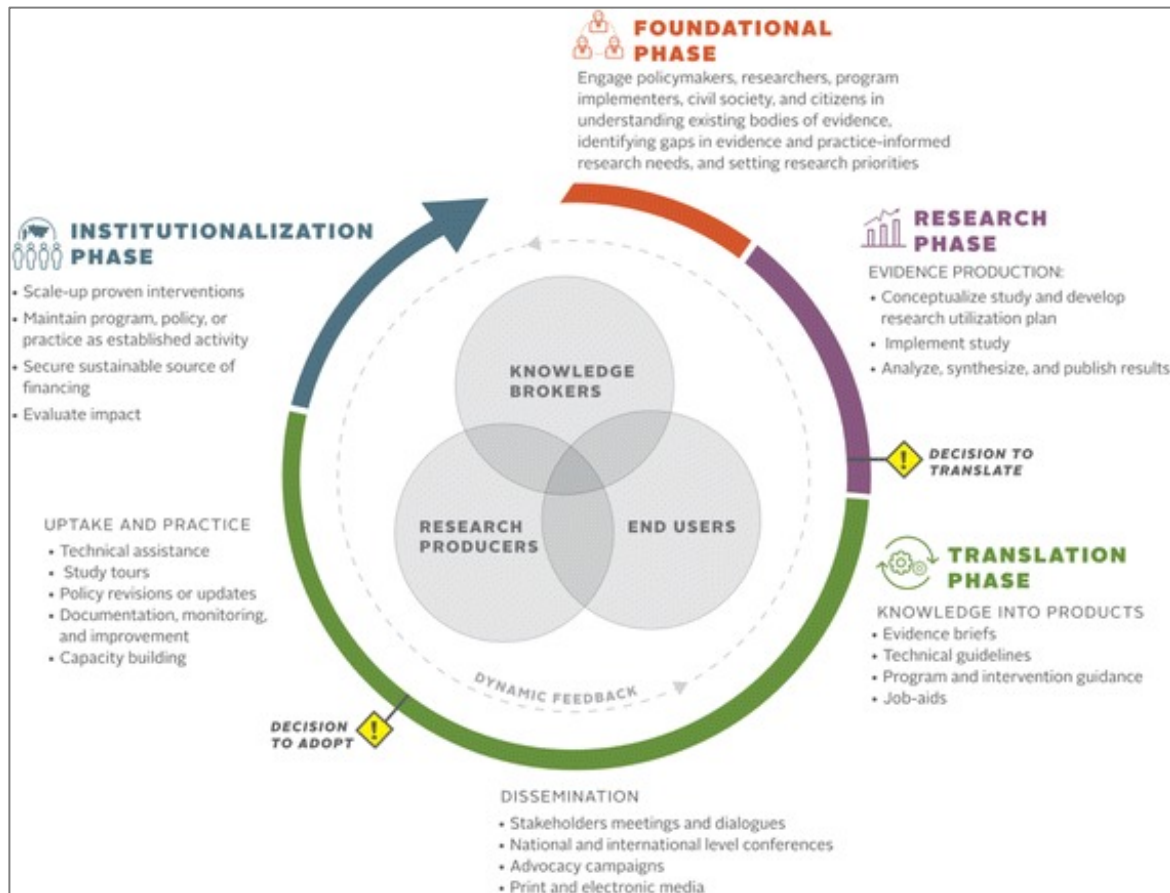 FOUNDATIONAL
PHASE
Engage policymakers, researchers, program
implementers, civil society, and citizens in
understanding existing bodies of evidence,
identifying gaps in evidence and practice-informed
research needs, and setting research priorities
RESEARCH
PHASE
EVIDENCE PRODUCTION:
• Conceptualize study and develop
research utilization plan
• Implement study
• Analyze, synthesize, and publish results
DECISION TO
TRANSLATE
TRANSLATION
PHASE
KNOWLEDGE INTO PRODUCTS
• Evidence briefs
• Technical guidelines
• Program and intervention guidance
• Job-aids
DISSEMINATION
• Stakeholders meetings and dialogues
• National and international level conferences
• Advocacy campaigns
• Print and electronic media
DECISION
TO ADOPT
UPTAKE AND PRACTICE
• Technical assistance
• Study tours
• Policy revisions or updates
• Documentation, monitoring,
and improvement
• Capacity building
INSTITUTIONALIZATION
PHASE
• Scale-up proven interventions
• Maintain program, policy, or
practice as established activity
• Secure sustainable source of
financing
• Evaluate impact
KNOWLEDGE
BROKERS
RESEARCH
PRODUCERS
END USERS
DYNAMIC FEEDBACK
!
!